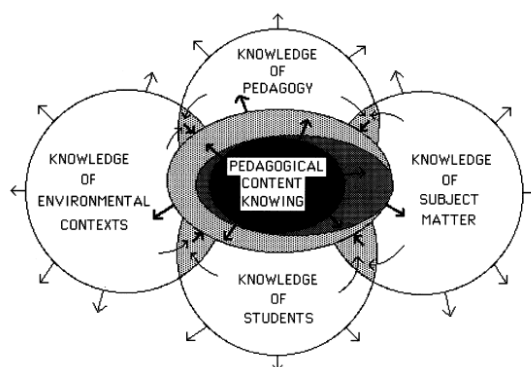 KNOWLEDGE
OF
PEDAGOGY
KNOWLEDGE
OF
ENVIRONMENTAL
CONTEXTS
PEDAGOGICAL
CONTENT
KNOWING
KNOWLEDGE
OF
SUBJECT
MATTER
KNOWLEDGE
OF
STUDENTS